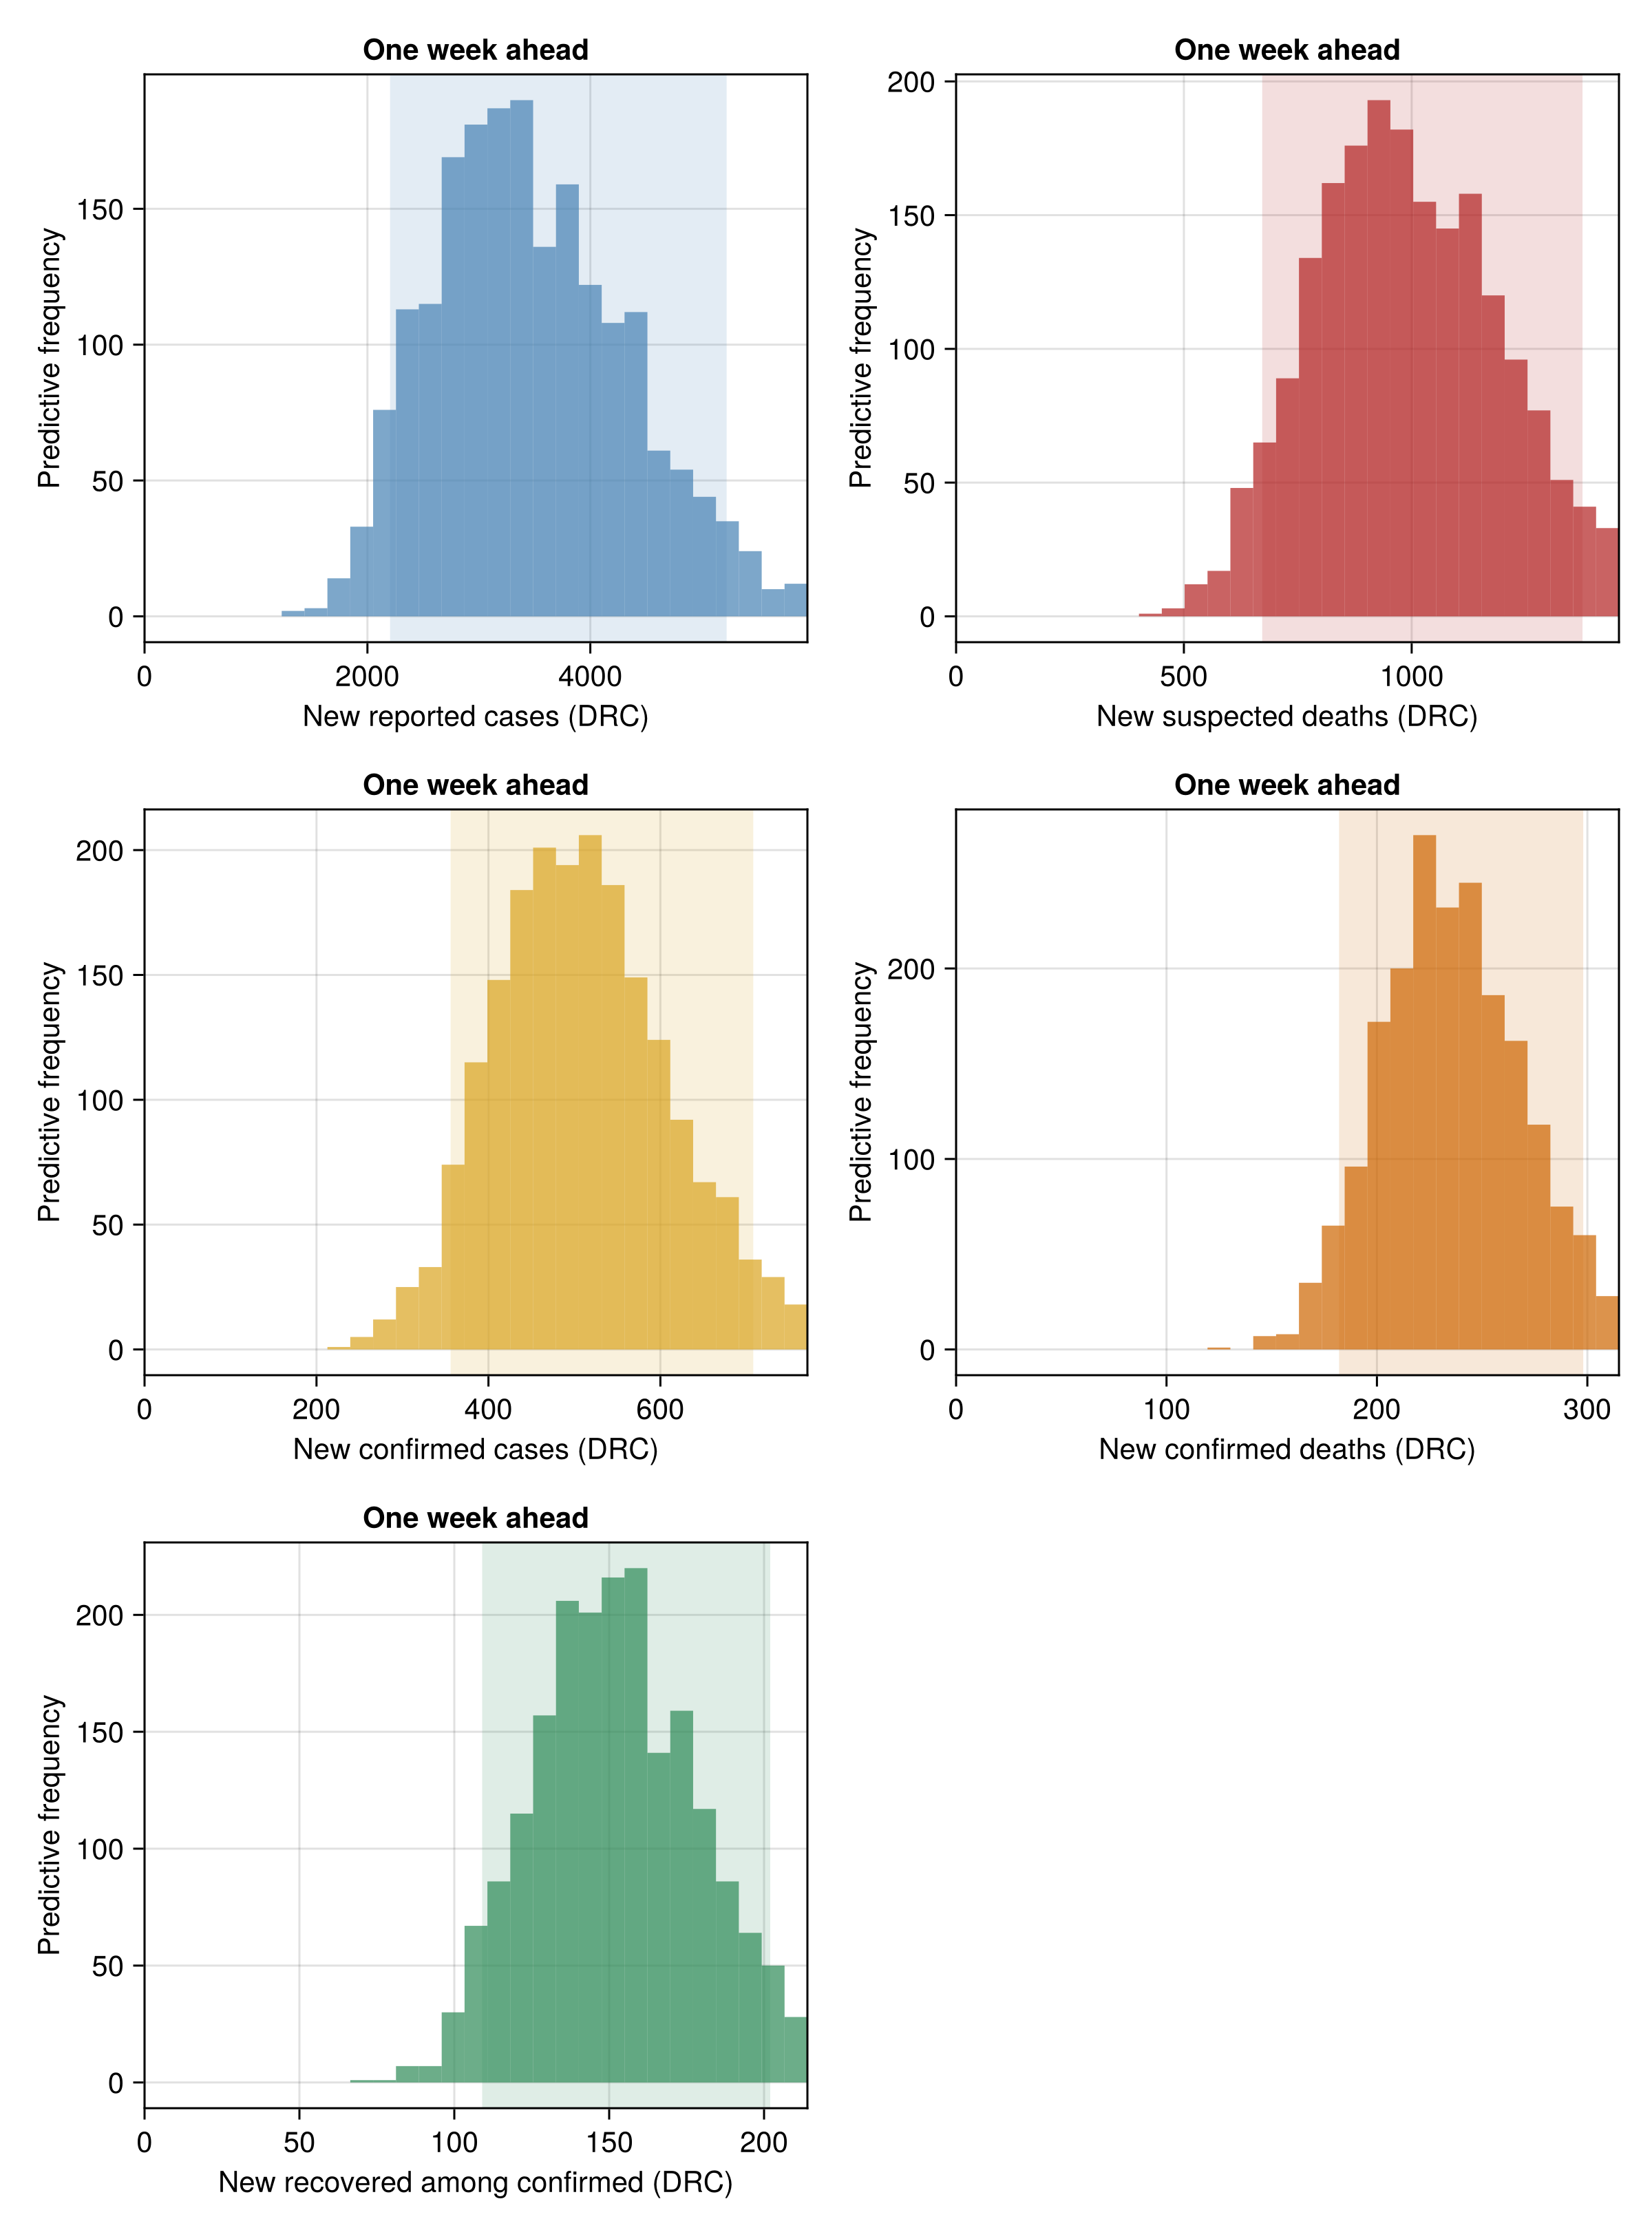 One week ahead
Predictive frequency
150
100
50
0
0 2000 4000
New reported cases (DRC)
One week ahead
Predictive frequency
200
150
100
50
0
0 500 1000
New suspected deaths (DRC)
One week ahead
Predictive frequency
200
150
100
50
0
0 200 400 600
New confirmed cases (DRC)
One week ahead
Predictive frequency
200
100
0
0 100 200 300
New confirmed deaths (DRC)
One week ahead
Predictive frequency
200
150
100
50
0
0 50 100 150 200
New recovered among confirmed (DRC)